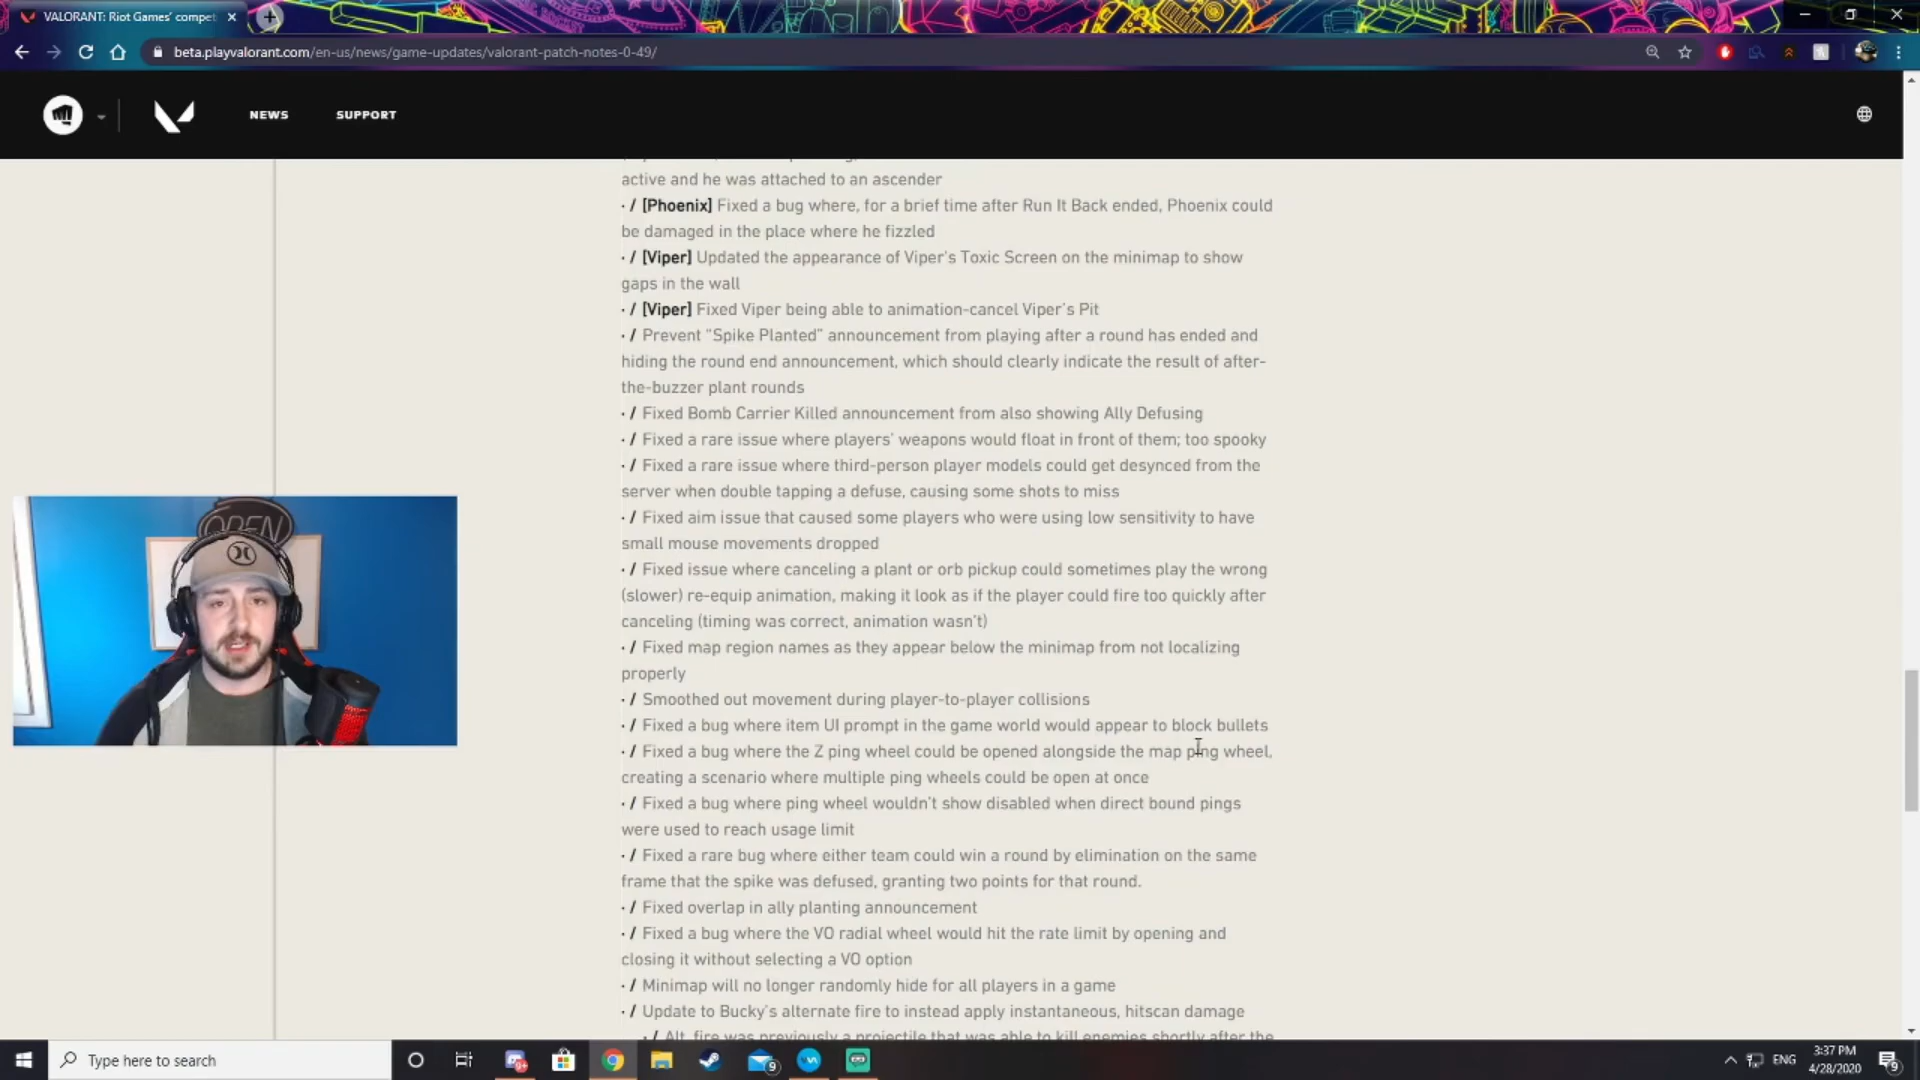 VALORANT: Riot Games' compet
beta.playvalorant.com/en-us/news/game-updates/valorant-patch-notes-0-49/
NEWS
SUPPORT
active and he was attached to an ascender
· / [Phoenix] Fixed a bug where, for a brief time after Run It Back ended, Phoenix could
be damaged in the place where he fizzled
· / [Viper] Updated the appearance of Viper's Toxic Screen on the minimap to show
gaps in the wall
· / [Viper] Fixed Viper being able to animation-cancel Viper's Pit
· / Prevent “Spike Planted” announcement from playing after a round has ended and
hiding the round end announcement, which should clearly indicate the result of after-
the-buzzer plant rounds
· / Fixed Bomb Carrier Killed announcement from also showing Ally Defusing
· / Fixed a rare issue where players’ weapons would float in front of them; too spooky
· / Fixed a rare issue where third-person player models could get desynced from the
server when double tapping a defuse, causing some shots to miss
· / Fixed aim issue that caused some players who were using low sensitivity to have
small mouse movements dropped
· / Fixed issue where canceling a plant or orb pickup could sometimes play the wrong
(slower) re-equip animation, making it look as if the player could fire too quickly after
canceling (timing was correct, animation wasn't)
· / Fixed map region names as they appear below the minimap from not localizing
properly
· / Smoothed out movement during player-to-player collisions
· / Fixed a bug where item UI prompt in the game world would appear to block bullets
· / Fixed a bug where the Z ping wheel could be opened alongside the map ping wheel,
creating a scenario where multiple ping wheels could be open at once
· / Fixed a bug where ping wheel wouldn't show disabled when direct bound pings
were used to reach usage limit
· / Fixed a rare bug where either team could win a round by elimination on the same
frame that the spike was defused, granting two points for that round.
· / Fixed overlap in ally planting announcement
· / Fixed a bug where the VO radial wheel would hit the rate limit by opening and
closing it without selecting a VO option
· / Minimap will no longer randomly hide for all players in a game
· / Update to Bucky's alternate fire to instead apply instantaneous, hitscan damage
· / Alt. fire was previously a projectile that was able to kill enemies shortly after the
OPEN
Type here to search
9+
9
ENG
3:37 PM
4/28/2020
9